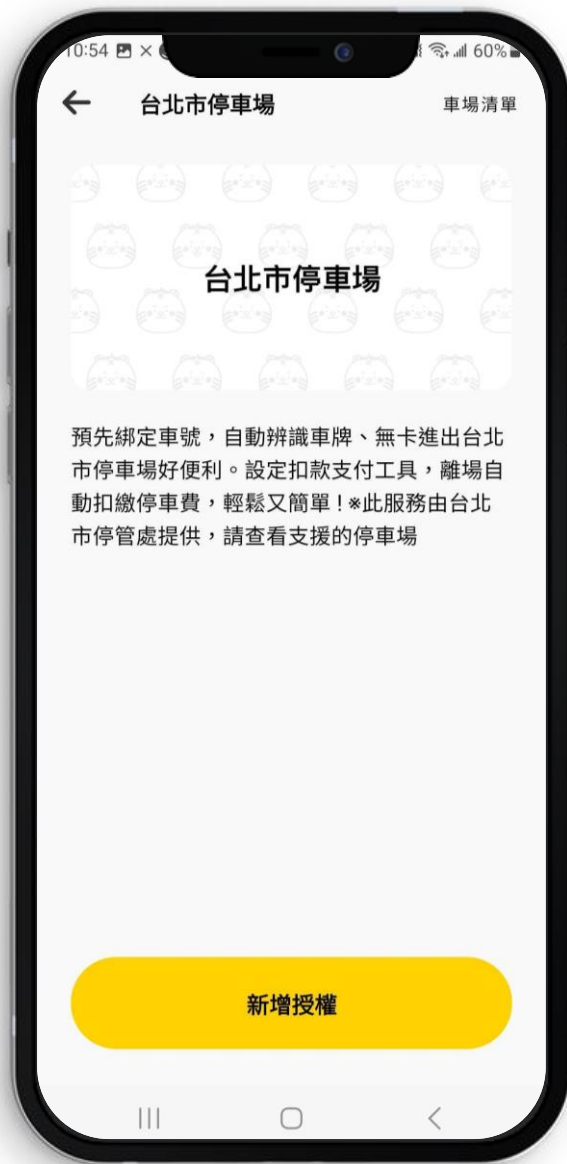 10:54
60%
台北市停車場
車場清單
台北市停車場
預先綁定車號，自動辨識車牌、無卡進出台北
市停車場好便利。設定扣款支付工具，離場自
動扣繳停車費，輕鬆又簡單！※此服務由台北
市停管處提供，請查看支援的停車場
新增授權